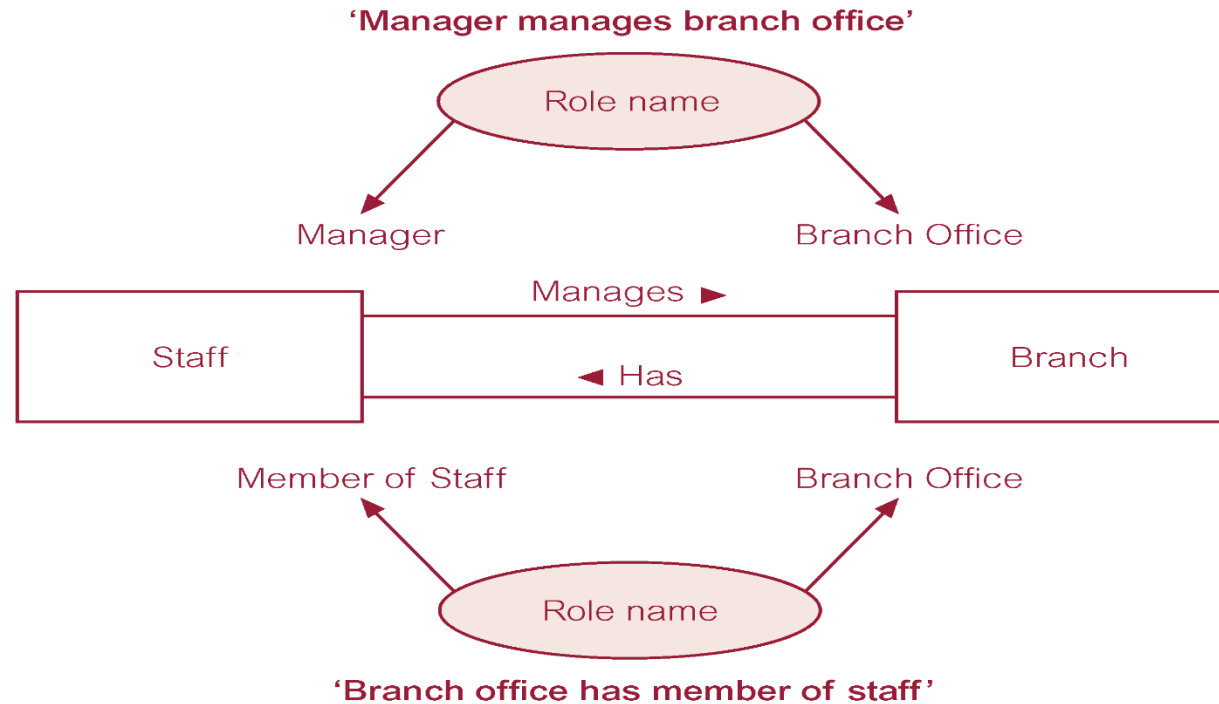 ‘Manager manages branch office’
Role name
Manager
Branch Office
Manages ►
Staff
Branch
◄ Has
Member of Staff
Branch Office
Role name
‘Branch office has member of staff’